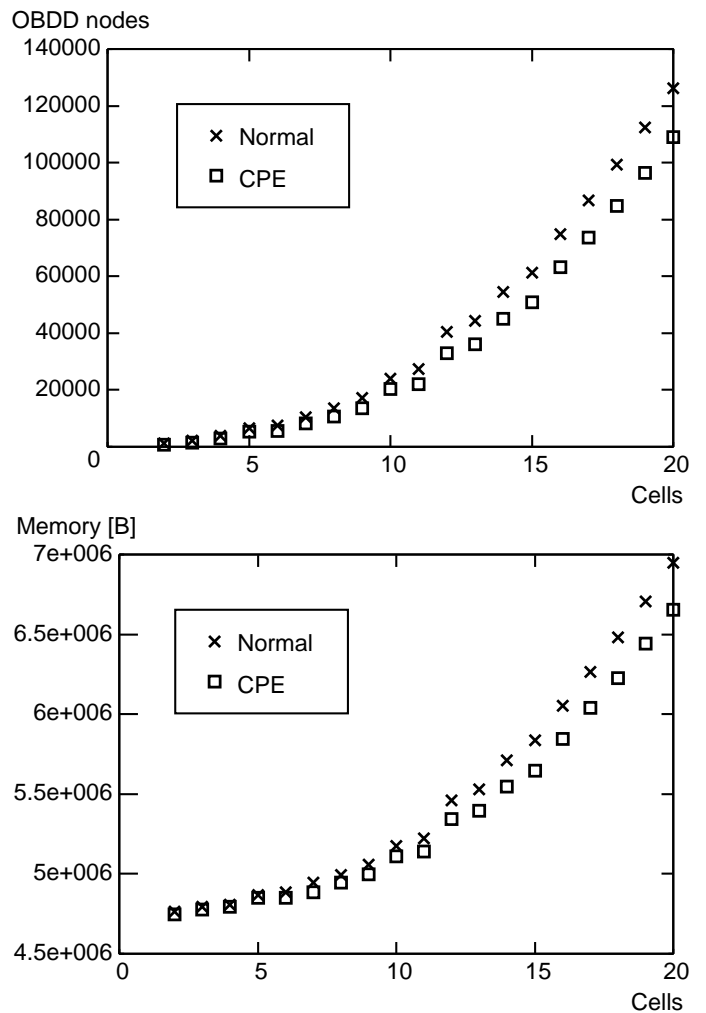 OBDD nodes
140000
120000
100000
80000
60000
40000
20000
0
5
10
15
20
Cells
Normal
CPE
Memory [B]
7e+006
6.5e+006
6e+006
5.5e+006
5e+006
4.5e+006
0
5
10
15
20
Cells
Normal
CPE